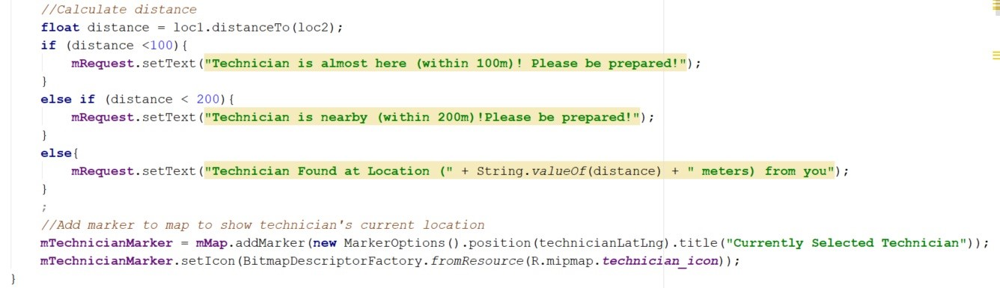 //Calculate distance
float distance = loc1.distanceTo(loc2);
if (distance <100){
mRequest.setText("Technician is almost here (within 100m)! Please be prepared!");
}
else if (distance < 200){
mRequest.setText("Technician is nearby (within 200m)!Please be prepared!");
}
else{
mRequest.setText("Technician Found at Location (" + String.valueOf(distance) + " meters) from you");
}
;
//Add marker to map to show technician's current location
mTechnicianMarker = mMap.addMarker(new MarkerOptions().position(technicianLatLng).title("Currently Selected Technician"));
mTechnicianMarker.setIcon(BitmapDescriptorFactory.fromResource(R.mipmap.technician_icon));
}